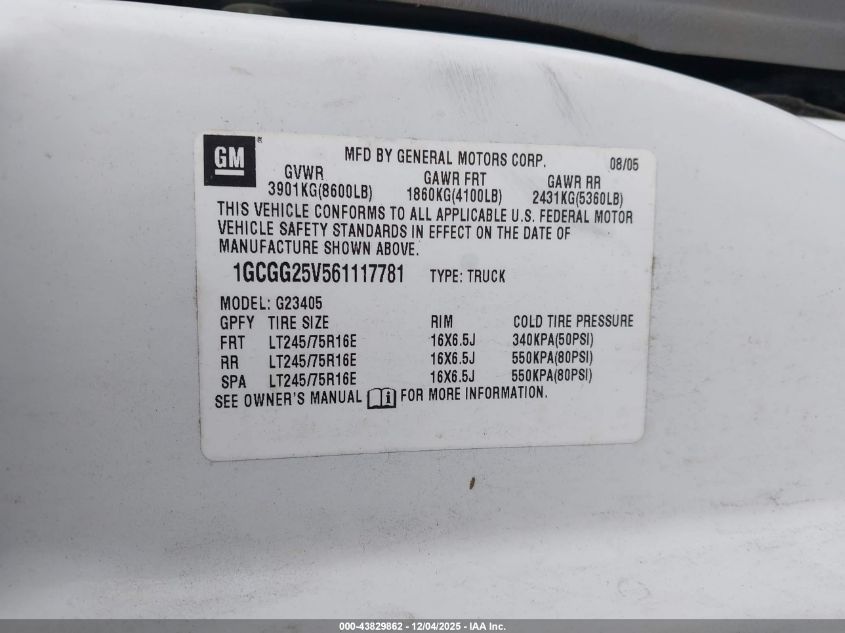 GM ®
MFD BY GENERAL MOTORS CORP. 08/05
GVWR GAWR FRT GAWR RR
3901KG(8600LB) 1860KG(4100LB) 2431KG(5360LB)
THIS VEHICLE CONFORMS TO ALL APPLICABLE U.S. FEDERAL MOTOR
VEHICLE SAFETY STANDARDS IN EFFECT ON THE DATE OF
MANUFACTURE SHOWN ABOVE.
1GCGG25V561117781 TYPE: TRUCK
MODEL: G23405
GPFY TIRE SIZE RIM COLD TIRE PRESSURE
FRT LT245/75R16E 16X6.5J 340KPA(50PSI)
RR LT245/75R16E 16X6.5J 550KPA(80PSI)
SPA LT245/75R16E 16X6.5J 550KPA(80PSI)
SEE OWNER'S MANUAL FOR MORE INFORMATION.
000-43829862 - 12/04/2025 - IAA Inc.